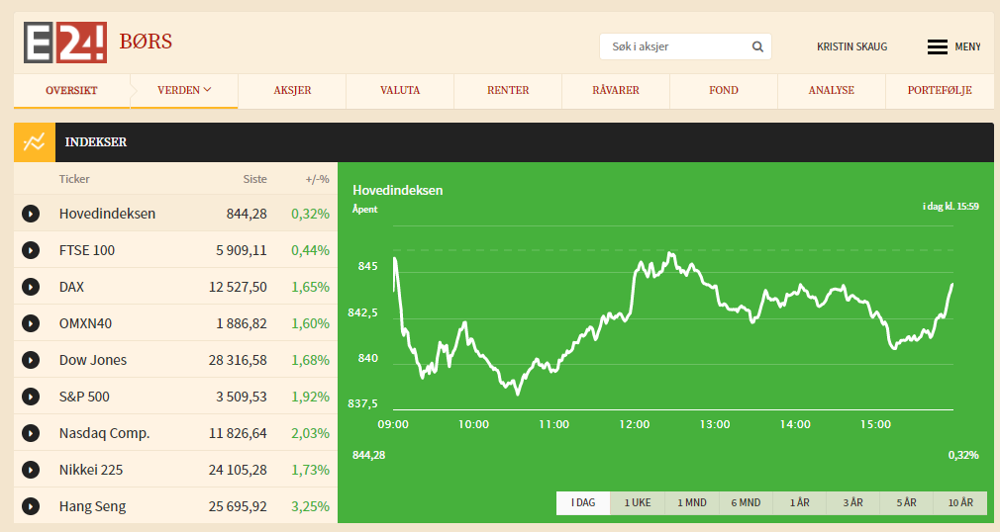 E24! BØRS
Søk i aksjer
KRISTIN SKAUG
MENY
OVERSIKT VERDEN AKSJER VALUTA RENTER RÅVARER FOND ANALYSE PORTEFØLJE
INDEKSER
Ticker Siste +/-%
Hovedindeksen 844,28 0,32%
FTSE 100 5 909,11 0,44%
DAX 12 527,50 1,65%
OMXN40 1 886,82 1,60%
Dow Jones 28 316,58 1,68%
S&P 500 3 509,53 1,92%
Nasdaq Comp. 11 826,64 2,03%
Nikkei 225 24 105,28 1,73%
Hang Seng 25 695,92 3,25%
Hovedindeksen
Åpent i dag kl. 15:59
845
842,5
840
837,5
09:00 10:00 11:00 12:00 13:00 14:00 15:00
844,28 0,32%
I DAG 1 UKE 1 MND 6 MND 1 ÅR 3 ÅR 5 ÅR 10 ÅR